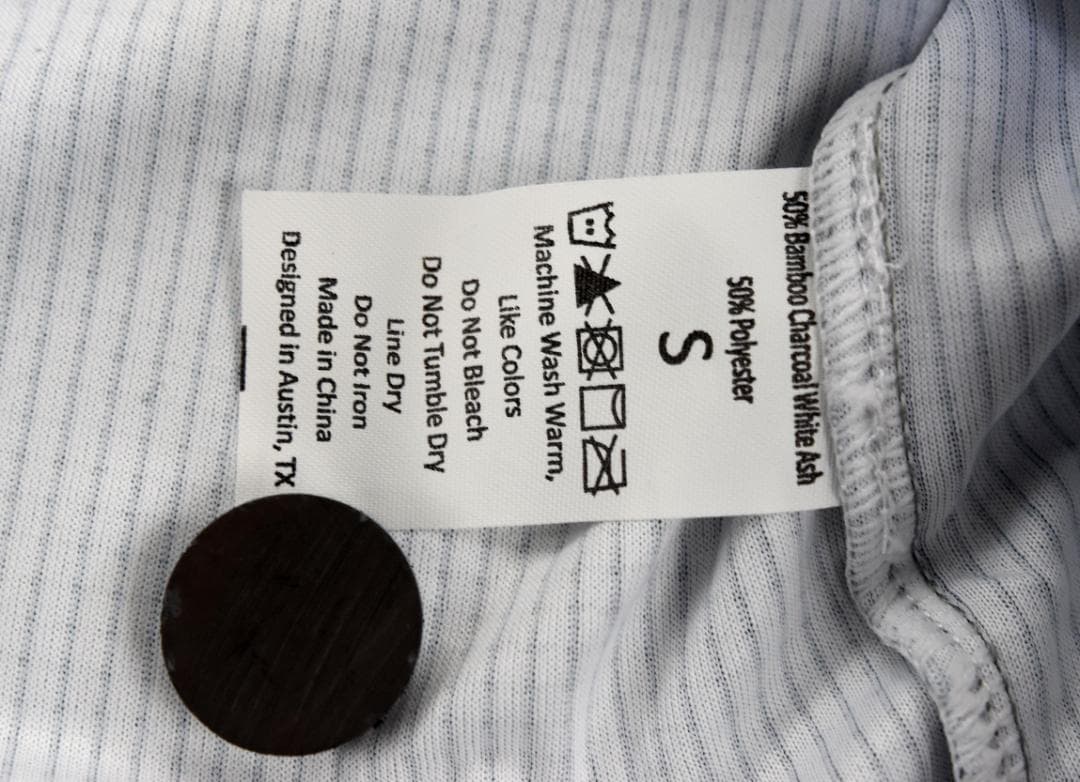 50% Bamboo Charcoal White Ash
50% Polyester
S
Machine Wash Warm,
Like Colors
Do Not Bleach
Do Not Tumble Dry
Line Dry
Do Not Iron
Made in China
Designed in Austin, TX